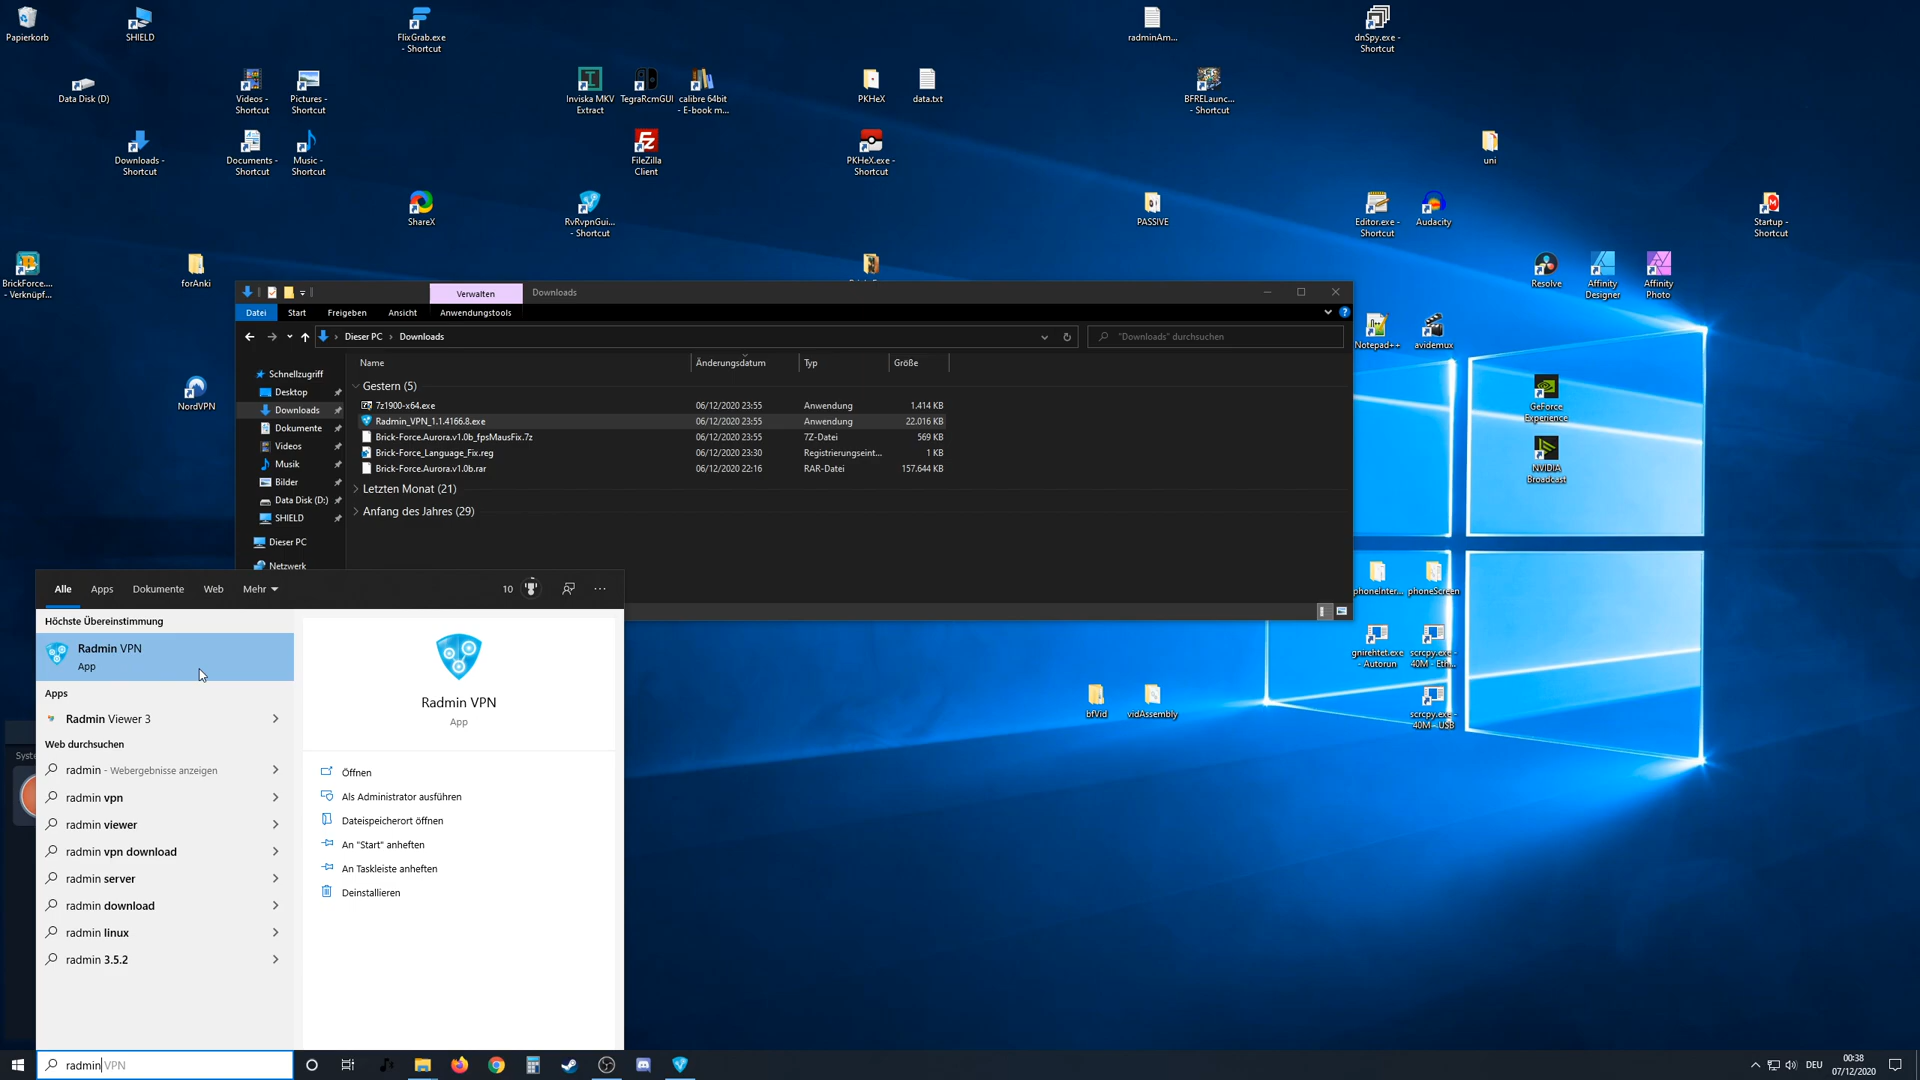 Papierkorb
SHIELD
FlixGrab.exe
- Shortcut
radminAm...
dnSpy.exe -
Shortcut
Data Disk (D)
Videos -
Shortcut
Pictures -
Shortcut
Inviska MKV
Extract
TegraRcmGUI
calibre 64bit
- E-book m...
PKHeX
data.txt
BFRELaunc...
- Shortcut
Downloads -
Shortcut
Documents -
Shortcut
Music -
Shortcut
FileZilla
Client
PKHeX.exe -
Shortcut
uni
ShareX
RvRvpnGui...
- Shortcut
PASSIVE
Editor.exe -
Shortcut
Audacity
Startup -
Shortcut
BrickForce....
- Verknüpf...
forAnki
Resolve
Affinity
Designer
Affinity
Photo
Notepad++
avidemux
NordVPN
GeForce
Experience
NVIDIA
Broadcast
phoneInter...
phoneScreen
gnirehtet.exe
- Autorun
scrcpy.exe -
40M - Eth...
scrcpy.exe -
40M - USB
bfVid
vidAssembly
Verwalten
Downloads
Datei
Start
Freigeben
Ansicht
Anwendungstools
Dieser PC
Downloads
"Downloads" durchsuchen
Name
Änderungsdatum
Typ
Größe
Schnellzugriff
Desktop
Downloads
Dokumente
Videos
Musik
Bilder
Data Disk (D:)
SHIELD
Dieser PC
Netzwerk
Gestern (5)
7z1900-x64.exe 06/12/2020 23:55 Anwendung 1.414 KB
Radmin_VPN_1.1.4166.8.exe 06/12/2020 23:55 Anwendung 22.016 KB
Brick-Force.Aurora.v1.0b_fpsMausFix.7z 06/12/2020 23:55 7Z-Datei 569 KB
Brick-Force_Language_Fix.reg 06/12/2020 23:30 Registrierungseint... 1 KB
Brick-Force.Aurora.v1.0b.rar 06/12/2020 22:16 RAR-Datei 157.644 KB
Letzten Monat (21)
Anfang des Jahres (29)
Alle
Apps
Dokumente
Web
Mehr
10
Höchste Übereinstimmung
Radmin VPN
App
Apps
Radmin Viewer 3
Web durchsuchen
radmin - Webergebnisse anzeigen
radmin vpn
radmin viewer
radmin vpn download
radmin server
radmin download
radmin linux
radmin 3.5.2
Radmin VPN
App
Öffnen
Als Administrator ausführen
Dateispeicherort öffnen
An "Start" anheften
An Taskleiste anheften
Deinstallieren
Syste
radmin VPN
DEU
00:38
07/12/2020